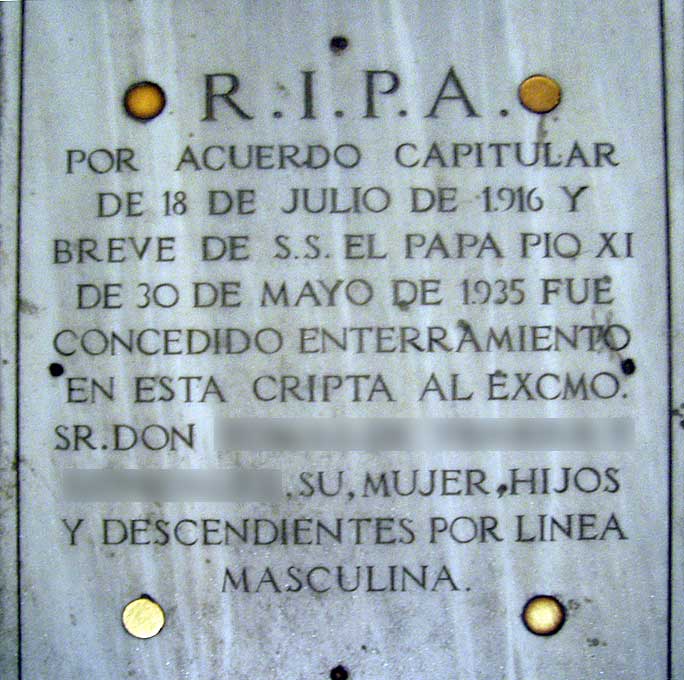 R.I.P.A.
POR ACUERDO CAPITULAR
DE 18 DE JULIO DE 1.916 Y
BREVE DE S.S. EL PAPA PIO XI
DE 30 DE MAYO DE 1.935 FUE
CONCEDIDO ENTERRAMIENTO
EN ESTA CRIPTA AL EXCMO.
SR. DON
, SU, MUJER, HIJOS
Y DESCENDIENTES POR LINEA
MASCULINA.